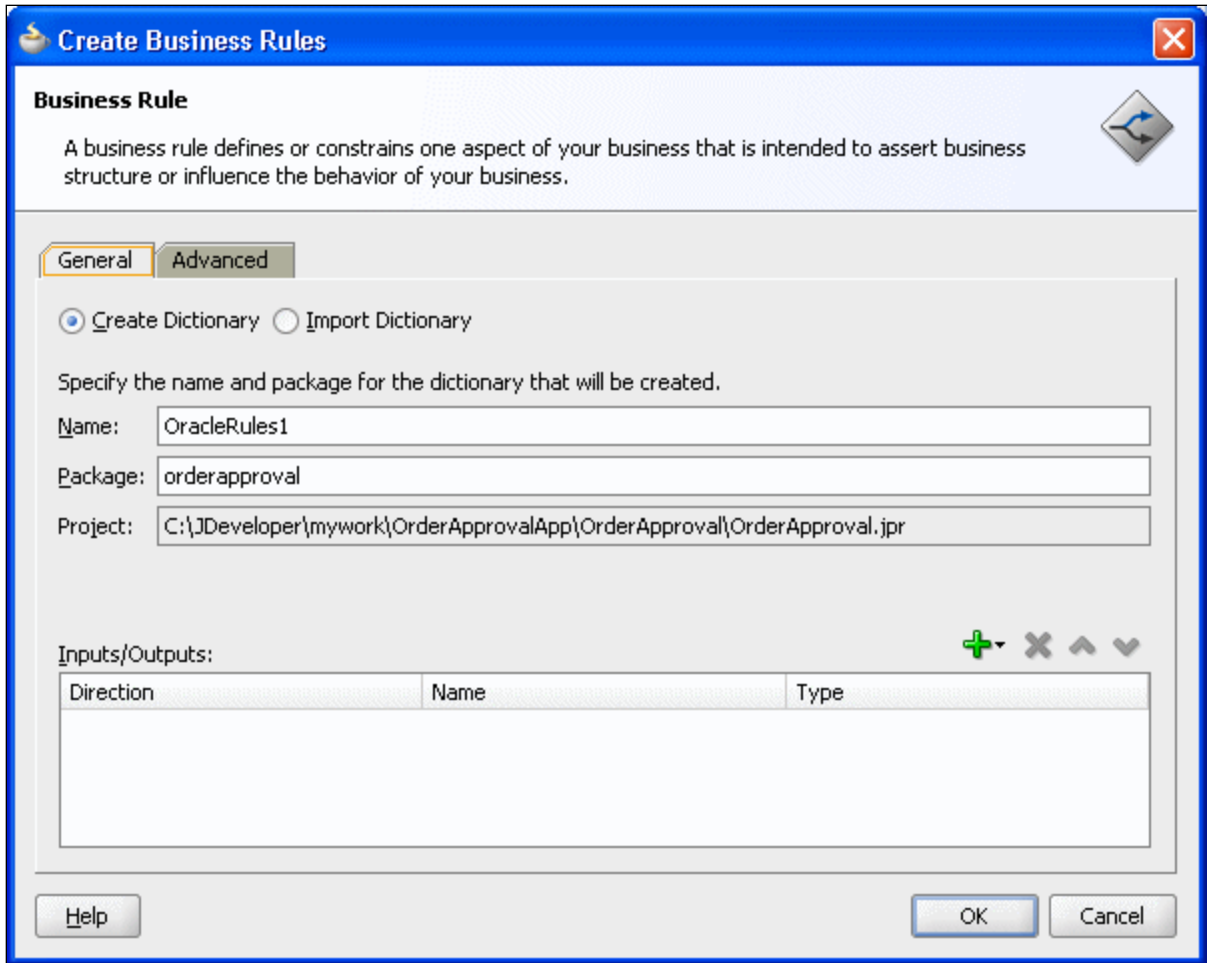 Create Business Rules
Business Rule
A business rule defines or constrains one aspect of your business that is intended to assert business
structure or influence the behavior of your business.
General Advanced
Create Dictionary Import Dictionary
Specify the name and package for the dictionary that will be created.
Name: OracleRules1
Package: orderapproval
Project: C:\JDeveloper\mywork\OrderApprovalApp\OrderApproval\OrderApproval.jpr
Inputs/Outputs:
Direction Name Type
Help OK Cancel